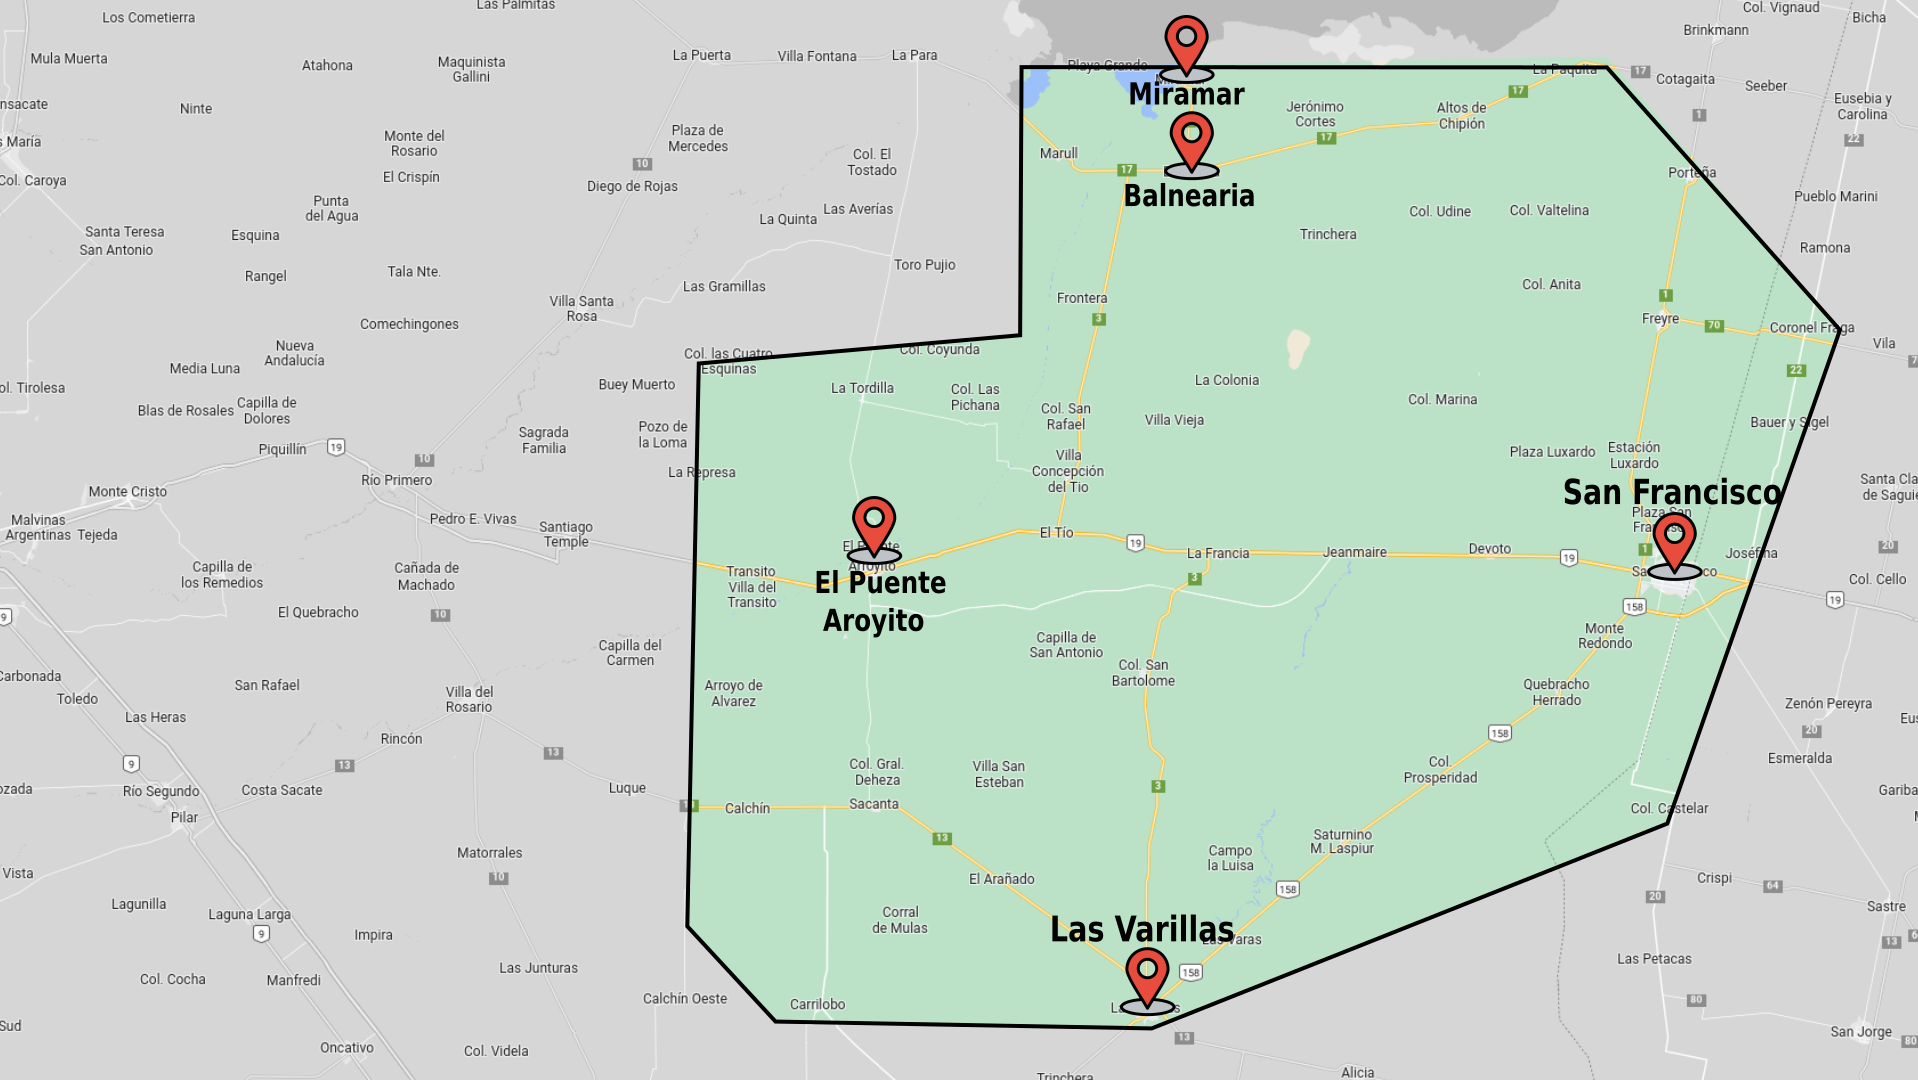 Las Palmitas
Los Cometierra
Col. Vignaud
Bicha
Brinkmann
Mula Muerta
Atahona
Maquinista
Gallini
La Puerta
Villa Fontana
La Para
Playa Grande
La Paquita
17
Cotagaita
Seeber
Miramar
17
nsacate
Ninte
Jerónimo
Cortes
Altos de
Chipión
1
Eusebia y
Carolina
s María
Monte del
Rosario
Plaza de
Mercedes
17
22
Col. El
Tostado
Marull
10
17
Col. Caroya
El Crispín
Diego de Rojas
Balnearia
Porteña
Pueblo Marini
Punta
del Agua
La Quinta
Las Averías
Col. Udine
Col. Valtelina
Santa Teresa
San Antonio
Esquina
Trinchera
Ramona
Rangel
Tala Nte.
Toro Pujio
Las Gramillas
Col. Anita
Villa Santa
Rosa
Frontera
3
1
Comechingones
Freyre
70
Coronel Fraga
Vila
Nueva
Andalucía
Col. las Cuatro
Esquinas
Col. Coyunda
7
Media Luna
22
ol. Tirolesa
Buey Muerto
La Tordilla
Col. Las
Pichana
La Colonia
Blas de Rosales
Capilla de
Dolores
Col. San
Rafael
Villa Vieja
Col. Marina
Bauer y Sigel
Piquillín
19
Sagrada
Familia
Pozo de
la Loma
Villa
Concepción
del Tio
Plaza Luxardo
Estación
Luxardo
10
Río Primero
La Represa
Santa Cla
de Sagui
Monte Cristo
San Francisco
Plaza San
Malvinas
Argentinas
Tejeda
Pedro E. Vivas
Santiago
Temple
El Tío
19
La Francia
Jeanmaire
Devoto
19
1
Joséfina
20
Capilla de
los Remedios
Cañada de
Machado
Transito
Villa del
Transito
Arroyito
El Puente
Aroyito
3
Col. Cello
9
El Quebracho
10
158
19
Capilla del
Carmen
Capilla de
San Antonio
Monte
Redondo
Carbonada
Toledo
San Rafael
Villa del
Rosario
Arroyo de
Alvarez
Col. San
Bartolome
Quebracho
Herrado
Zenón Pereyra
Las Heras
Rincón
158
20
Eus
9
13
13
Col. Gral.
Deheza
Villa San
Esteban
Col.
Prosperidad
Esmeralda
ozada
Río Segundo
Costa Sacate
Luque
3
Gariba
Pilar
Calchín
Sacanta
Col. Castelar
13
Saturnino
M. Laspiur
Matorrales
Campo
la Luisa
Vista
10
El Arañado
158
Crispi
64
20
Lagunilla
Laguna Larga
9
Impira
Corral
de Mulas
Las Varillas
Las Varas
Sastre
13
6
Col. Cocha
Manfredi
Las Junturas
158
Las Petacas
Calchín Oeste
Carrilobo
80
Sud
Oncativo
Col. Videla
13
San Jorge
80
Trinchera
Alicia